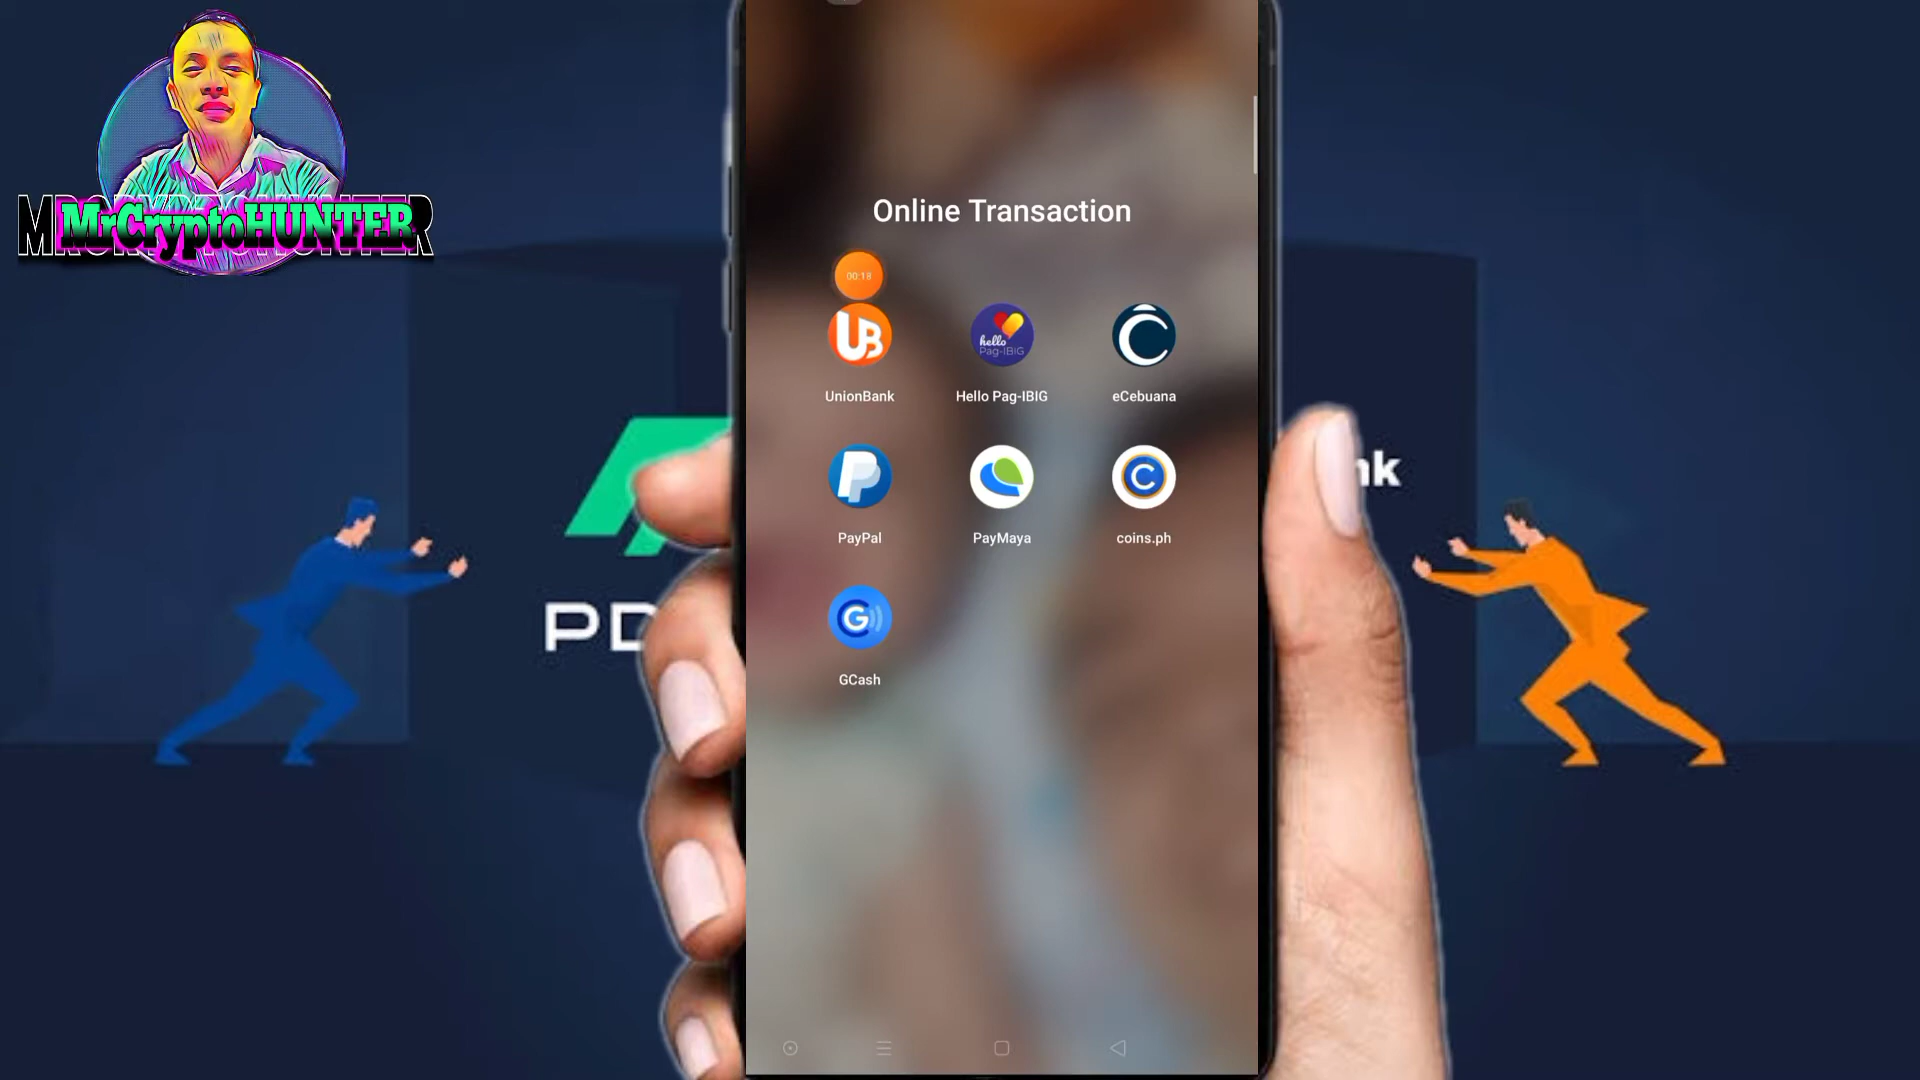 MrCryptoHUNTER
Online Transaction
00:18
UB
hello
Pag-IBIG
UnionBank
Hello Pag-IBIG
eCebuana
nk
PayPal
PayMaya
coins.ph
PD
G
GCash